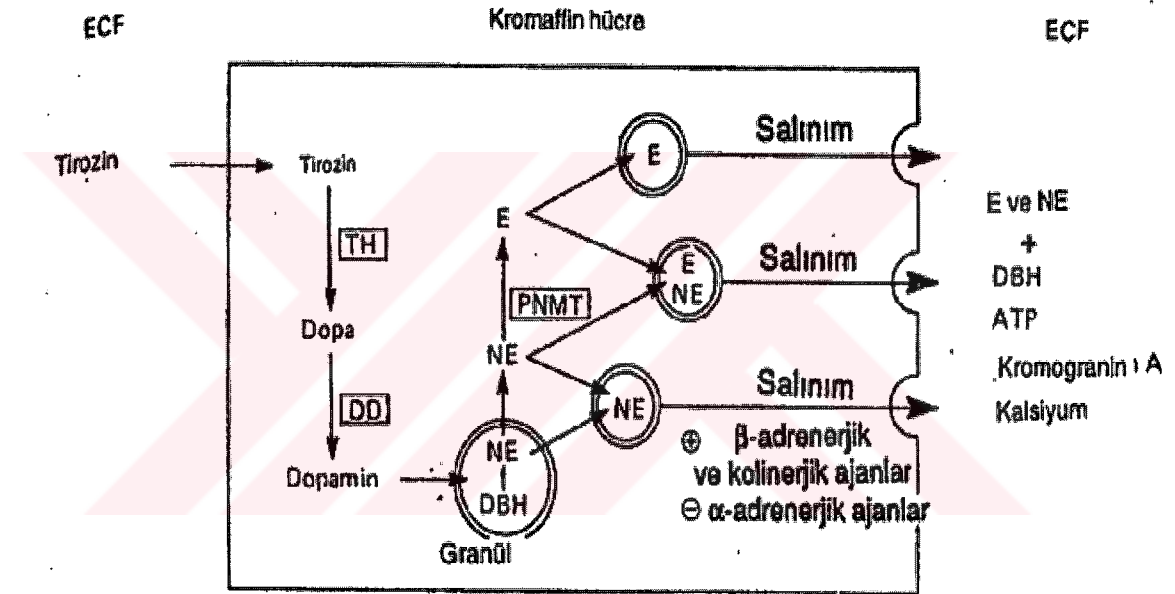 ECF
Kromaffin hücre
ECF
Tirozin
Tirozin
TH
Dopa
DD
Dopamin
NE
DBH
Granül
NE
PNMT
E
E
Salınım
E
NE
Salınım
NE
Salınım
⊕ β-adrenerjik
ve kolinerjik ajanlar
⊖ α-adrenerjik ajanlar
E ve NE
+
DBH
ATP
Kromogranin A
Kalsiyum